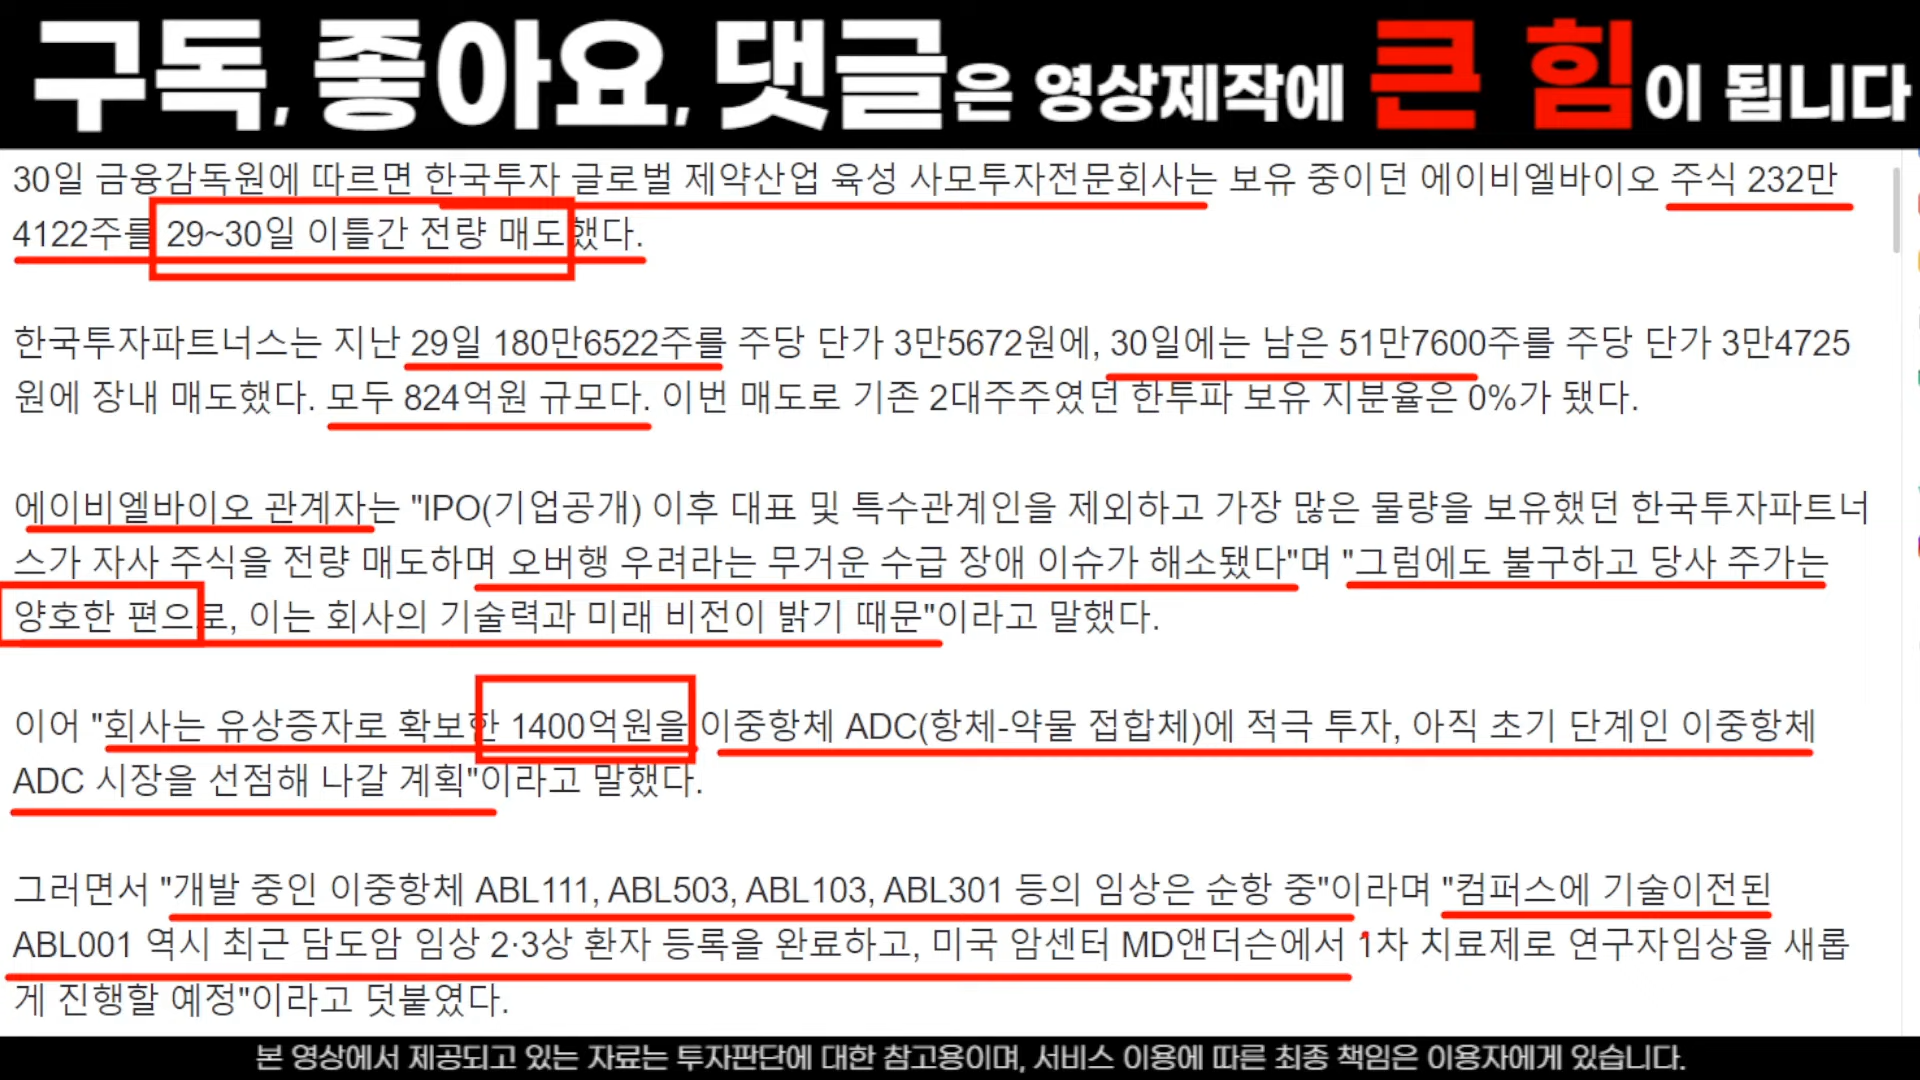 구독, 좋아요, 댓글은 영상제작에 큰 힘이 됩니다
30일 금융감독원에 따르면 한국투자 글로벌 제약산업 육성 사모투자전문회사는 보유 중이던 에이비엘바이오 주식 232만
4122주를 29~30일 이틀간 전량 매도했다.
한국투자파트너스는 지난 29일 180만6522주를 주당 단가 3만5672원에, 30일에는 남은 51만7600주를 주당 단가 3만4725
원에 장내 매도했다. 모두 824억원 규모다. 이번 매도로 기존 2대주주였던 한투파 보유 지분율은 0%가 됐다.
에이비엘바이오 관계자는 "IPO(기업공개) 이후 대표 및 특수관계인을 제외하고 가장 많은 물량을 보유했던 한국투자파트너
스가 자사 주식을 전량 매도하며 오버행 우려라는 무거운 수급 장애 이슈가 해소됐다"며 "그럼에도 불구하고 당사 주가는
양호한 편으로, 이는 회사의 기술력과 미래 비전이 밝기 때문"이라고 말했다.
이어 "회사는 유상증자로 확보한 1400억원을 이중항체 ADC(항체-약물 접합체)에 적극 투자, 아직 초기 단계인 이중항체
ADC 시장을 선점해 나갈 계획"이라고 말했다.
그러면서 "개발 중인 이중항체 ABL111, ABL503, ABL103, ABL301 등의 임상은 순항 중"이라며 "컴퍼스에 기술이전된
ABL001 역시 최근 담도암 임상 2·3상 환자 등록을 완료하고, 미국 암센터 MD앤더슨에서 1차 치료제로 연구자임상을 새롭
게 진행할 예정"이라고 덧붙였다.
본 영상에서 제공되고 있는 자료는 투자판단에 대한 참고용이며, 서비스 이용에 따른 최종 책임은 이용자에게 있습니다.